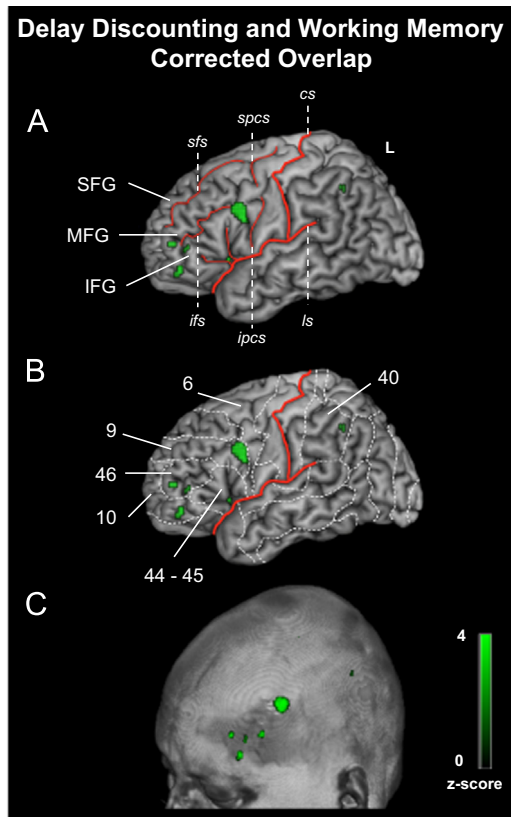 Delay Discounting and Working Memory
Corrected Overlap
A
cs
spcs
sfs
L
SFG
MFG
IFG
ifs
ipcs
ls
B
6
40
9
46
10
44 - 45
C
4
0
z-score